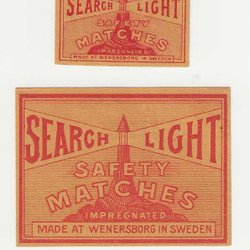 SEARCH LIGHT
SAFETY
MATCHES
IMPREGNATED
MADE AT WENERSBORG IN SWEDEN
SEARCH LIGHT
SAFETY
MATCHES
IMPREGNATED
MADE AT WENERSBORG IN SWEDEN